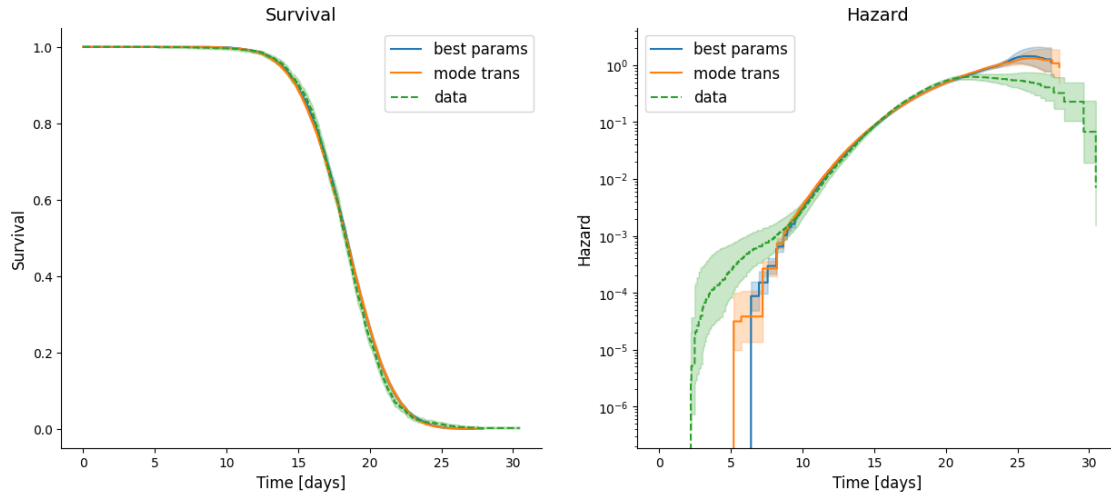 Survival
1.0
0.8
0.6
0.4
0.2
0.0
Survival
best params
mode trans
data
0 5 10 15 20 25 30
Time [days]
Hazard
10⁰
10⁻¹
10⁻²
10⁻³
10⁻⁴
10⁻⁵
10⁻⁶
Hazard
best params
mode trans
data
0 5 10 15 20 25 30
Time [days]